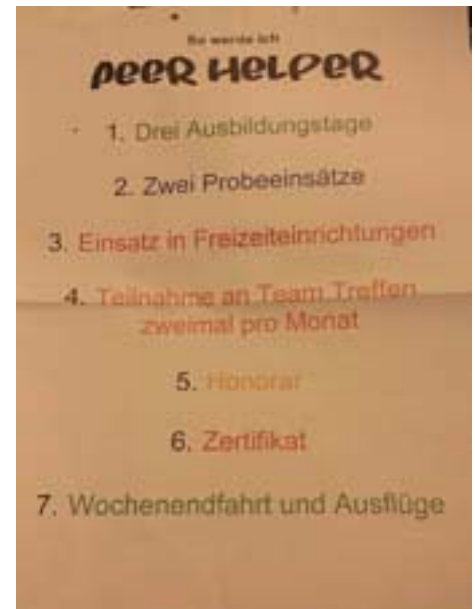 So werde ich
PEER HELPER
1. Drei Ausbildungstage
2. Zwei Probeeinsätze
3. Einsatz in Freizeiteinrichtungen
4. Teilnahme an Team Treffen
zweimal pro Monat
5. Honorar
6. Zertifikat
7. Wochenendfahrt und Ausflüge